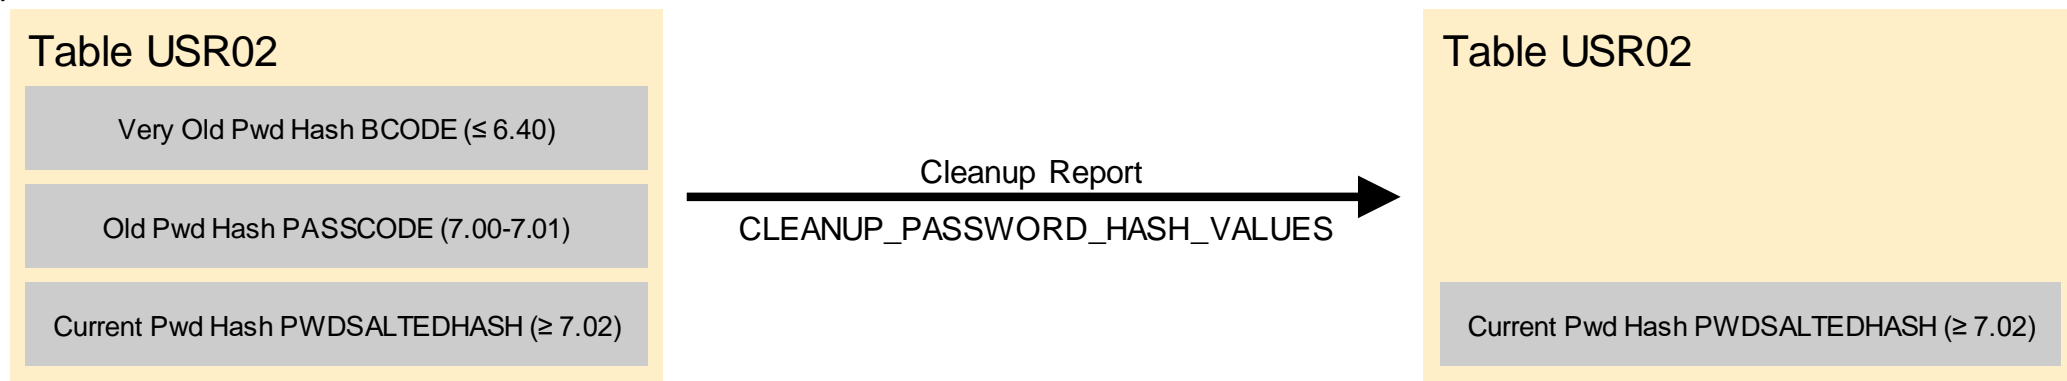 Table USR02
Very Old Pwd Hash BCODE (≤ 6.40)
Old Pwd Hash PASSCODE (7.00-7.01)
Current Pwd Hash PWDSALTEDHASH (≥ 7.02)
Cleanup Report
CLEANUP_PASSWORD_HASH_VALUES
Table USR02
Current Pwd Hash PWDSALTEDHASH (≥ 7.02)